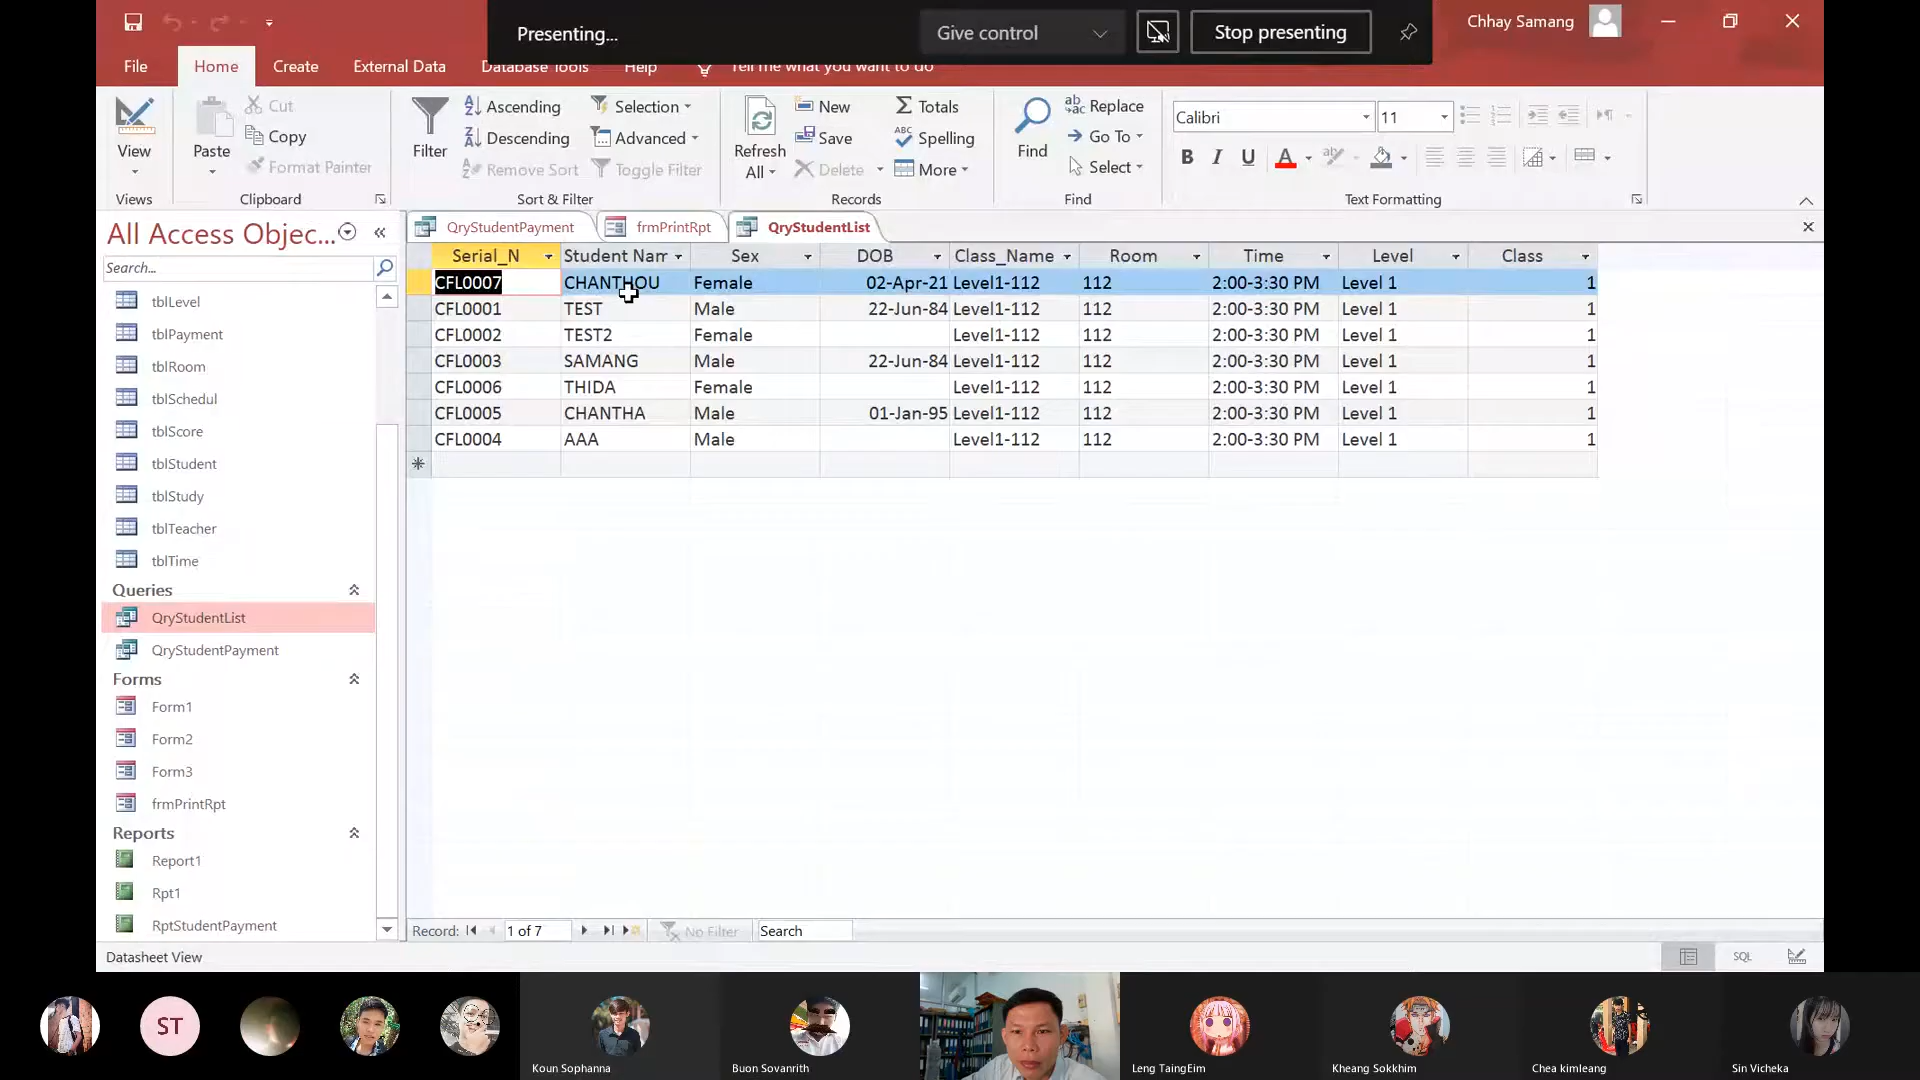 Presenting...
Give control
Stop presenting
Chhay Samang
File Home Create External Data Database Tools Help Tell me what you want to do
View
Views
Paste
Cut
Copy
Format Painter
Clipboard
Filter
Ascending
Descending
Remove Sort
Selection
Advanced
Toggle Filter
Sort & Filter
Refresh
All
New
Save
Delete
Totals
Spelling
More
Records
Find
Replace
Go To
Select
Find
Calibri
11
B I U A
Text Formatting
All Access Objec...
Search...
tblLevel
tblPayment
tblRoom
tblSchedul
tblScore
tblStudent
tblStudy
tblTeacher
tblTime
Queries
QryStudentList
QryStudentPayment
Forms
Form1
Form2
Form3
frmPrintRpt
Reports
Report1
Rpt1
RptStudentPayment
QryStudentPayment frmPrintRpt QryStudentList
Serial_N Student Nar Sex DOB Class_Name Room Time Level Class
CFL0007 CHANTHOU Female 02-Apr-21 Level1-112 112 2:00-3:30 PM Level 1 1
CFL0001 TEST Male 22-Jun-84 Level1-112 112 2:00-3:30 PM Level 1 1
CFL0002 TEST2 Female Level1-112 112 2:00-3:30 PM Level 1 1
CFL0003 SAMANG Male 22-Jun-84 Level1-112 112 2:00-3:30 PM Level 1 1
CFL0006 THIDA Female Level1-112 112 2:00-3:30 PM Level 1 1
CFL0005 CHANTHA Male 01-Jan-95 Level1-112 112 2:00-3:30 PM Level 1 1
CFL0004 AAA Male Level1-112 112 2:00-3:30 PM Level 1 1
Record: 1 of 7 No Filter Search
Datasheet View
SQL
ST
Koun Sophanna
Buon Sovanrith
Leng TaingEim
Kheang Sokkhim
Chea kimleang
Sin Vicheka